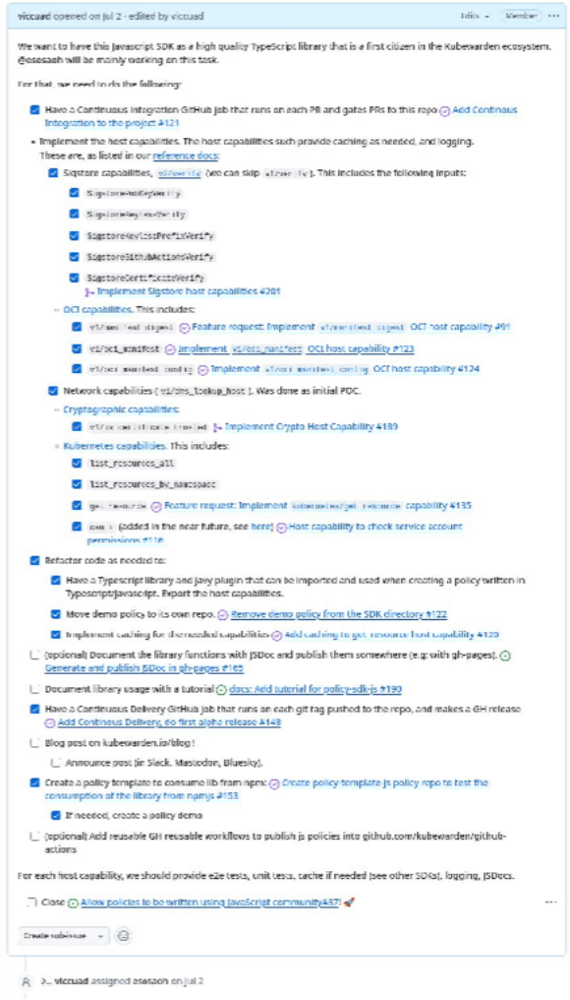 viccuad opened on Jul 2 · edited by viccuad Edits Member ···
We want to have this Javascript SDK as a high quality TypeScript library that is a first citizen in the Kubewarden ecosystem.
@esosaoh will be mainly working on this task.
For that, we need to do the following:
Have a Continuous Integration GitHub job that runs on each PR and gates PRs to this repo Add Continous
Integration to the project #121
• Implement the host capabilities. The host capabilities such provide caching as needed, and logging.
These are, as listed in our reference docs:
Sigstore capabilities, v2/verify (we can skip v1/verify). This includes the following inputs:
SigstorePubKeyVerify
SigstoreKeylessVerify
SigstoreKeylessPrefixVerify
SigstoreGithubActionsVerify
SigstoreCertificateVerify
Implement Sigstore host capabilities #201
OCI capabilities. This includes:
v1/manifest_digest Feature request: Implement v1/manifest_digest OCI host capability #91
v1/oci_manifest Implement v1/oci_manifest OCI host capability #123
v1/oci_manifest_config Implement v1/oci_manifest_config OCI host capability #124
Network capabilities ( v1/dns_lookup_host ). Was done as initial POC.
Cryptographic capabilities:
v1/is_certificate_trusted Implement Crypto Host Capability #189
Kubernetes capabilities. This includes:
list_resources_all
list_resources_by_namespace
get_resource Feature request: Implement kubernetes/get_resource capability #135
(added in the near future, see here) Host capability to check service account
permissions #116
Refactor code as needed to:
Have a Typescript library and javy plugin that can be imported and used when creating a policy written in
Typescript/Javascript. Export the host capabilities.
Move demo policy to its own repo. Remove demo policy from the SDK directory #122
Implement caching for the needed capabilities Add caching to get_resource host capability #120
(optional) Document the library functions with JSDoc and publish them somewhere (e.g: with gh-pages).
Generate and publish JSDoc in gh-pages #165
Document library usage with a tutorial docs: Add tutorial for policy-sdk-js #190
Have a Continuous Delivery GitHub job that runs on each git tag pushed to the repo, and makes a GH release
Add Continous Delivery, do first alpha release #148
Blog post on kubewarden.io/blog!
Announce post (in Slack, Mastodon, Bluesky).
Create a policy template to consume lib from npm: Create policy-template-js policy repo to test the
consumption of the library from npmjs #153
If needed, create a policy demo
(optional) Add reusable GH reusable workflows to publish js policies into github.com/kubewarden/github-
actions
For each host capability, we should provide e2e tests, unit tests, cache if needed (see other SDKs), logging, JSDocs.
Close Allow policies to be written using JavaScript community#37! 🚀 ···
Create sub-issue
viccuad assigned esosaoh on Jul 2